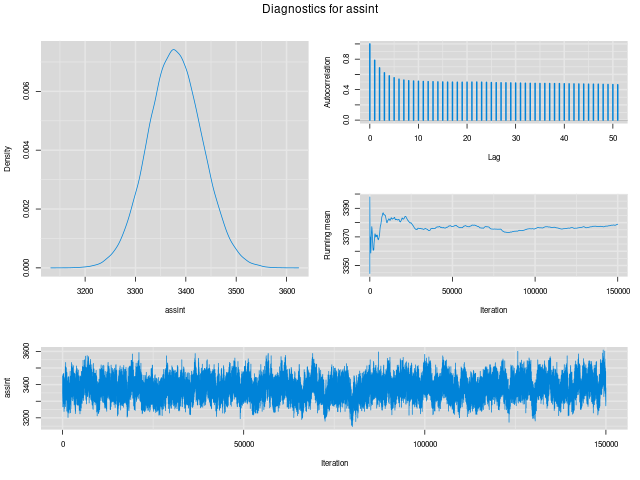 Diagnostics for assint
Density
0.000 0.002 0.004 0.006
3200 3300 3400 3500 3600
assint
Autocorrelation
0.0 0.4 0.8
0 10 20 30 40 50
Lag
Running mean
3350 3370 3390
0 50000 100000 150000
Iteration
assint
3200 3400 3600
0 50000 100000 150000
Iteration